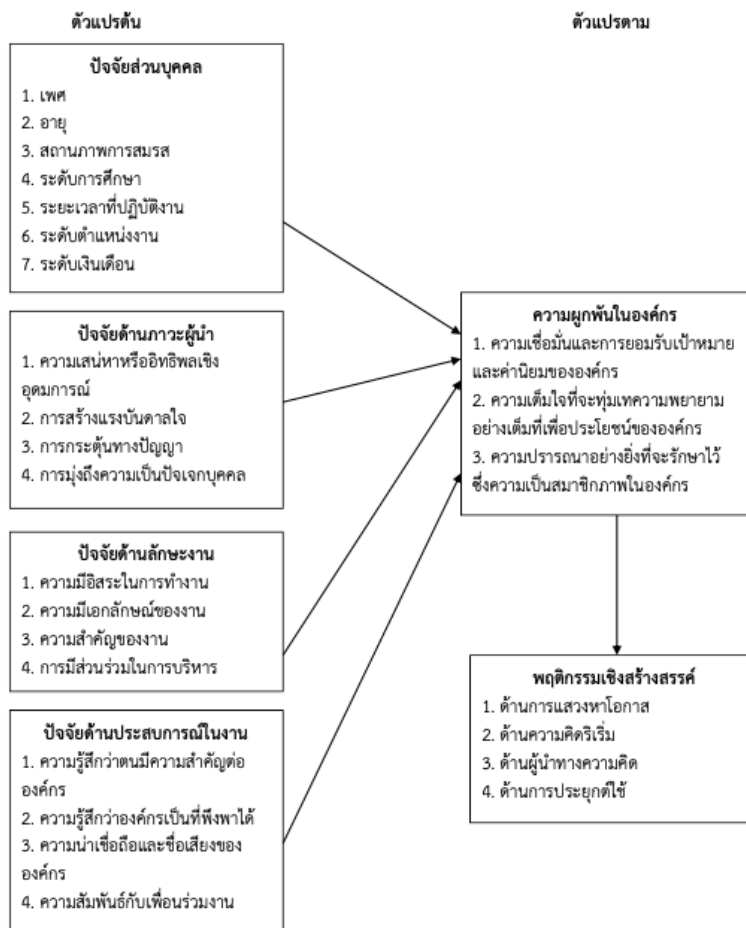 ตัวแปรต้น
ตัวแปรตาม
ปัจจัยส่วนบุคคล
1. เพศ
2. อายุ
3. สถานภาพการสมรส
4. ระดับการศึกษา
5. ระยะเวลาที่ปฏิบัติงาน
6. ระดับตำแหน่งงาน
7. ระดับเงินเดือน
ปัจจัยด้านภาวะผู้นำ
1. ความเสน่หาหรืออิทธิพลเชิง
อุดมการณ์
2. การสร้างแรงบันดาลใจ
3. การกระตุ้นทางปัญญา
4. การมุ่งถึงความเป็นปัจเจกบุคคล
ปัจจัยด้านลักษะงาน
1. ความมีอิสระในการทำงาน
2. ความมีเอกลักษณ์ของงาน
3. ความสำคัญของงาน
4. การมีส่วนร่วมในการบริหาร
ปัจจัยด้านประสบการณ์ในงาน
1. ความรู้สึกว่าตนมีความสำคัญต่อ
องค์กร
2. ความรู้สึกว่าองค์กรเป็นที่พึงพาได้
3. ความน่าเชื่อถือและชื่อเสียงของ
องค์กร
4. ความสัมพันธ์กับเพื่อนร่วมงาน
ความผูกพันในองค์กร
1. ความเชื่อมั่นและการยอมรับเป้าหมาย
และค่านิยมขององค์กร
2. ความเต็มใจที่จะทุ่มเทความพยายาม
อย่างเต็มที่เพื่อประโยชน์ขององค์กร
3. ความปรารถนาอย่างยิ่งที่จะรักษาไว้
ซึ่งความเป็นสมาชิกภาพในองค์กร
พฤติกรรมเชิงสร้างสรรค์
1. ด้านการแสวงหาโอกาส
2. ด้านความคิดริเริ่ม
3. ด้านผู้นำทางความคิด
4. ด้านการประยุกต์ใช้